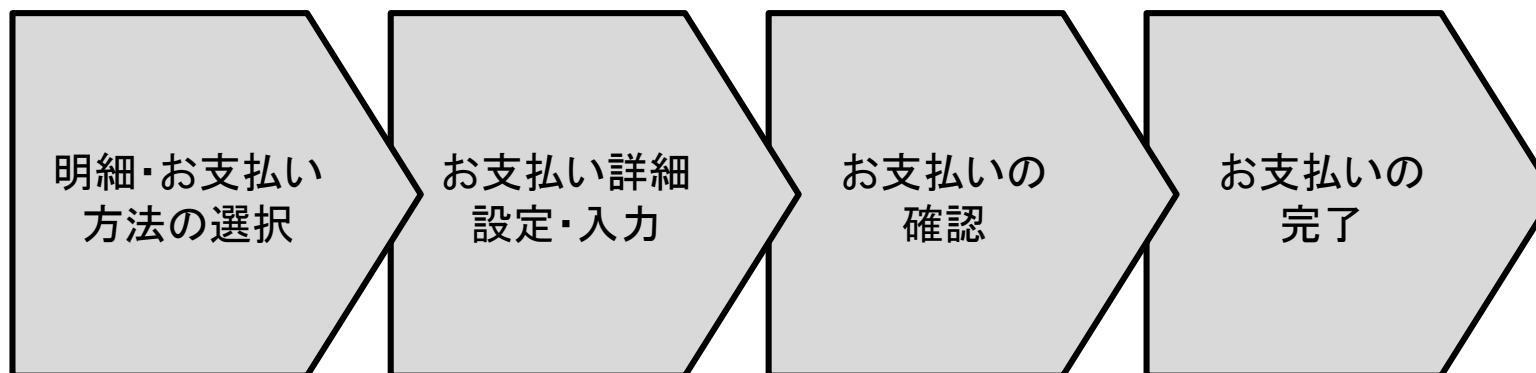 明細・お支払い
方法の選択
お支払い詳細
設定・入力
お支払いの
確認
お支払いの
完了